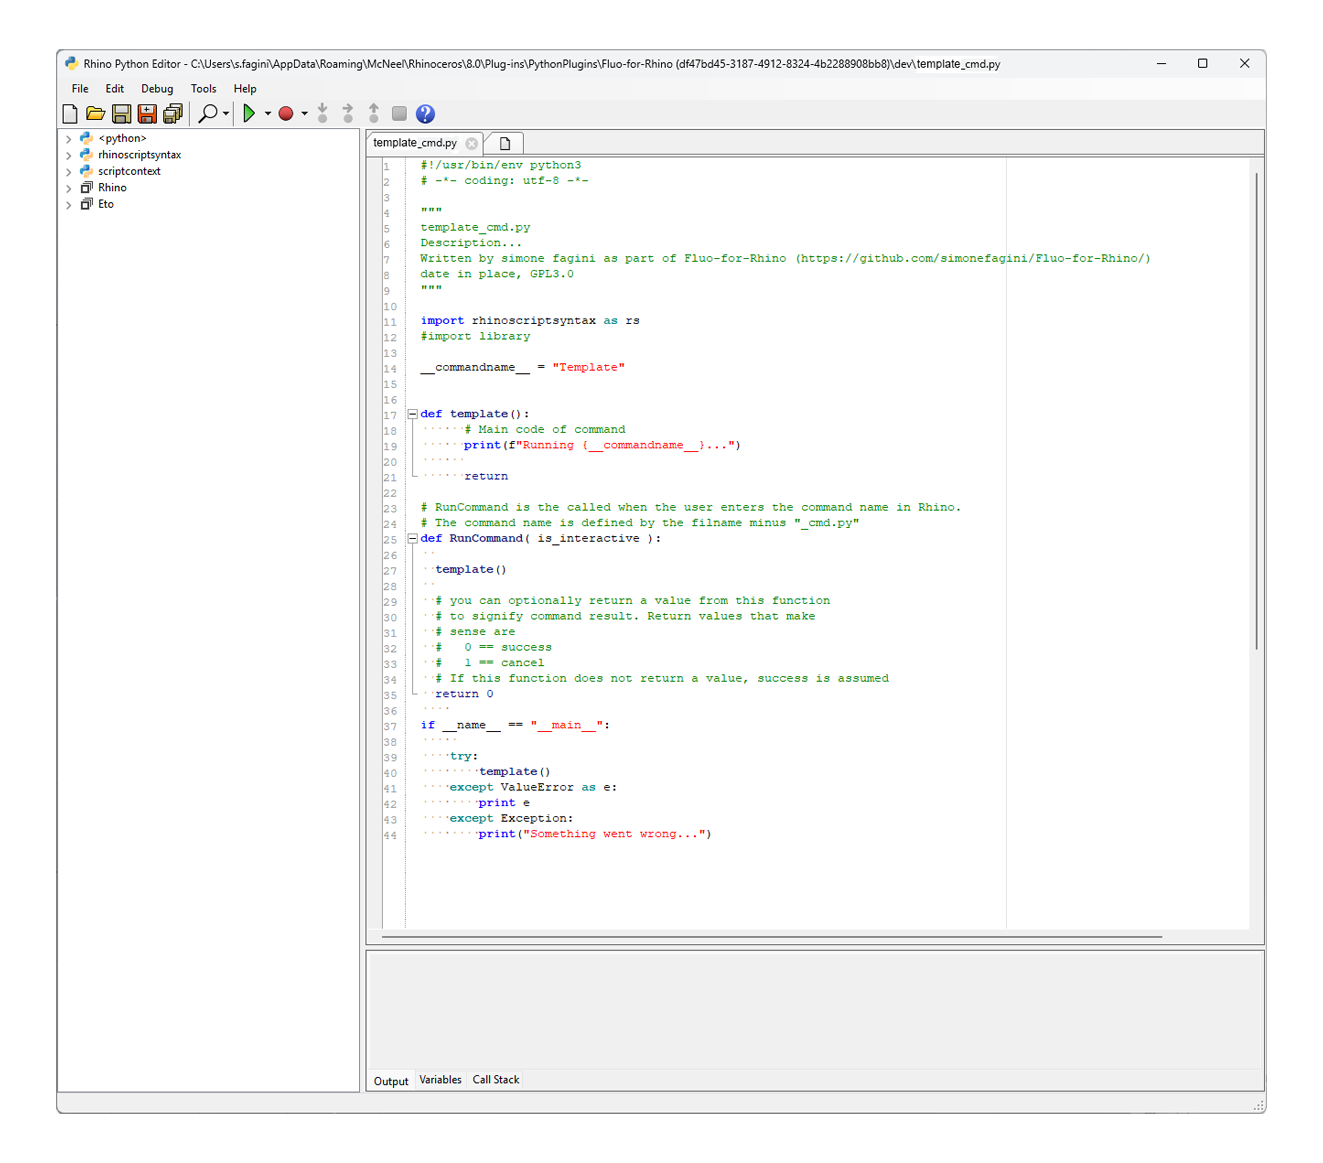 Rhino Python Editor - C:\Users\s.fagini\AppData\Roaming\McNeel\Rhinoceros\8.0\Plug-ins\PythonPlugins\Fluo-for-Rhino (df47bd45-3187-4912-8324-4b2288908bb8)\dev\template_cmd.py
File Edit Debug Tools Help
<python>
rhinoscriptsyntax
scriptcontext
Rhino
Eto
template_cmd.py
1 #!/usr/bin/env python3
2 # -*- coding: utf-8 -*-
3
4 """
5 template_cmd.py
6 Description...
7 Written by simone fagini as part of Fluo-for-Rhino (https://github.com/simonefagini/Fluo-for-Rhino/)
8 date in place, GPL3.0
9 """
10
11 import rhinoscriptsyntax as rs
12 #import library
13
14 __commandname__ = "Template"
15
16
17 def template():
18       # Main code of command
19       print(f"Running {__commandname__}...")
20
21       return
22
23 # RunCommand is the called when the user enters the command name in Rhino.
24 # The command name is defined by the filname minus "_cmd.py"
25 def RunCommand( is_interactive ):
26
27   template()
28
29   # you can optionally return a value from this function
30   # to signify command result. Return values that make
31   # sense are
32   #   0 == success
33   #   1 == cancel
34   # If this function does not return a value, success is assumed
35   return 0
36
37 if __name__ == "__main__":
38
39     try:
40         template()
41     except ValueError as e:
42         print e
43     except Exception:
44         print("Something went wrong...")
Output Variables Call Stack